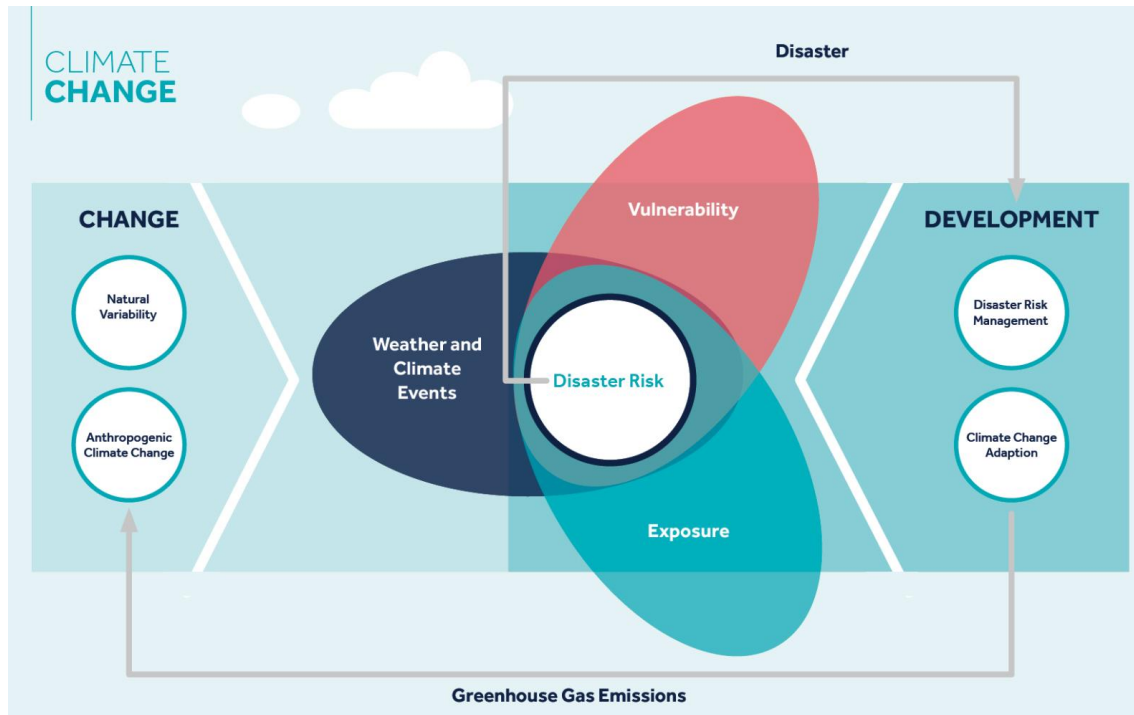 CLIMATE
CHANGE
Disaster
CHANGE
Natural
Variability
Anthropogenic
Climate Change
Weather and
Climate
Events
Vulnerability
Disaster Risk
Exposure
DEVELOPMENT
Disaster Risk
Management
Climate Change
Adaption
Greenhouse Gas Emissions